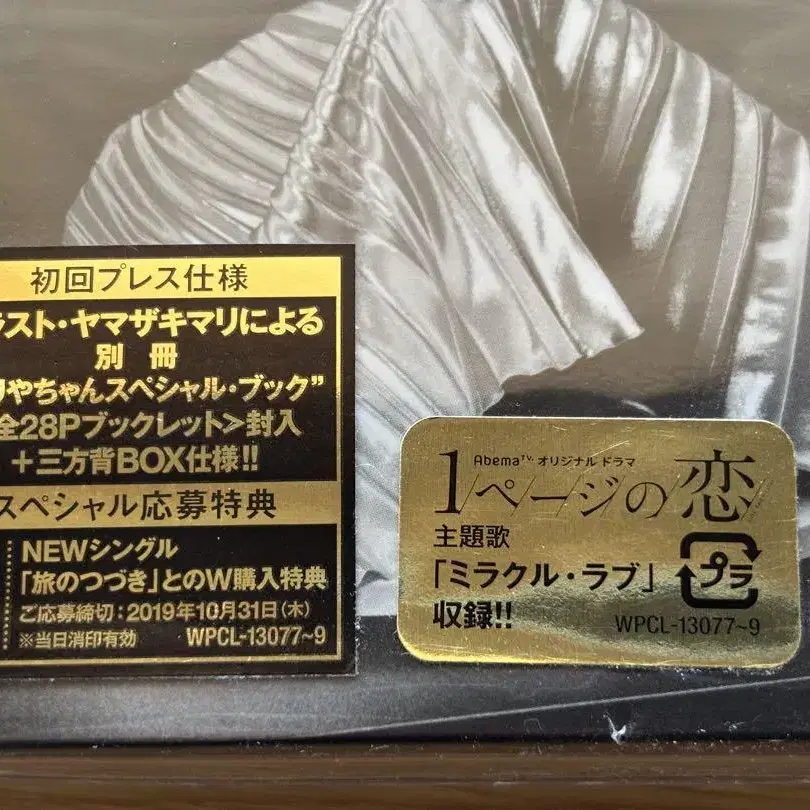 初回プレス仕様
ラスト・ヤマザキマリによる
別冊
りやちゃんスペシャル・ブック”
全28Pブックレット>封入
+三方背BOX仕様!!
スペシャル応募特典
NEWシングル
「旅のつづき」とのW購入特典
ご応募締切:2019年10月31日(木)
※当日消印有効 WPCL-13077~9
AbemaTV オリジナル ドラマ
1ページの恋
主題歌
「ミラクル・ラブ」
収録!!
プラ
WPCL-13077~9